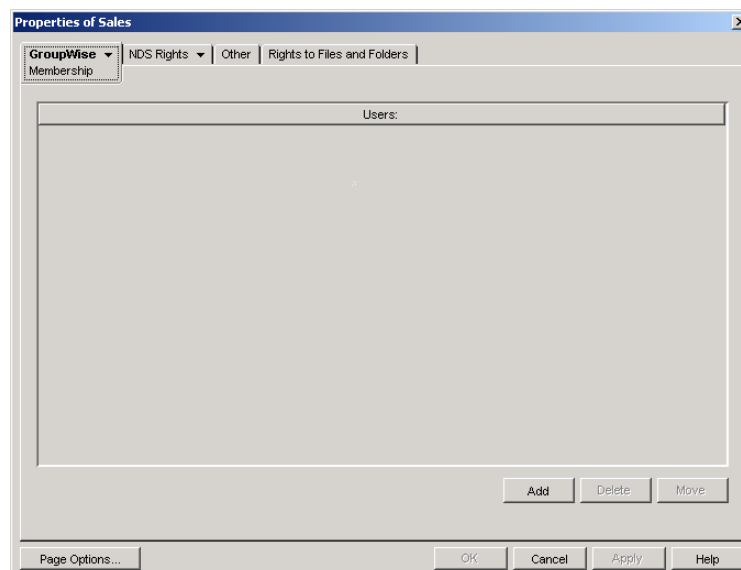 Properties of Sales
GroupWise NDS Rights Other Rights to Files and Folders
Membership
Users:
Add Delete Move
Page Options... OK Cancel Apply Help